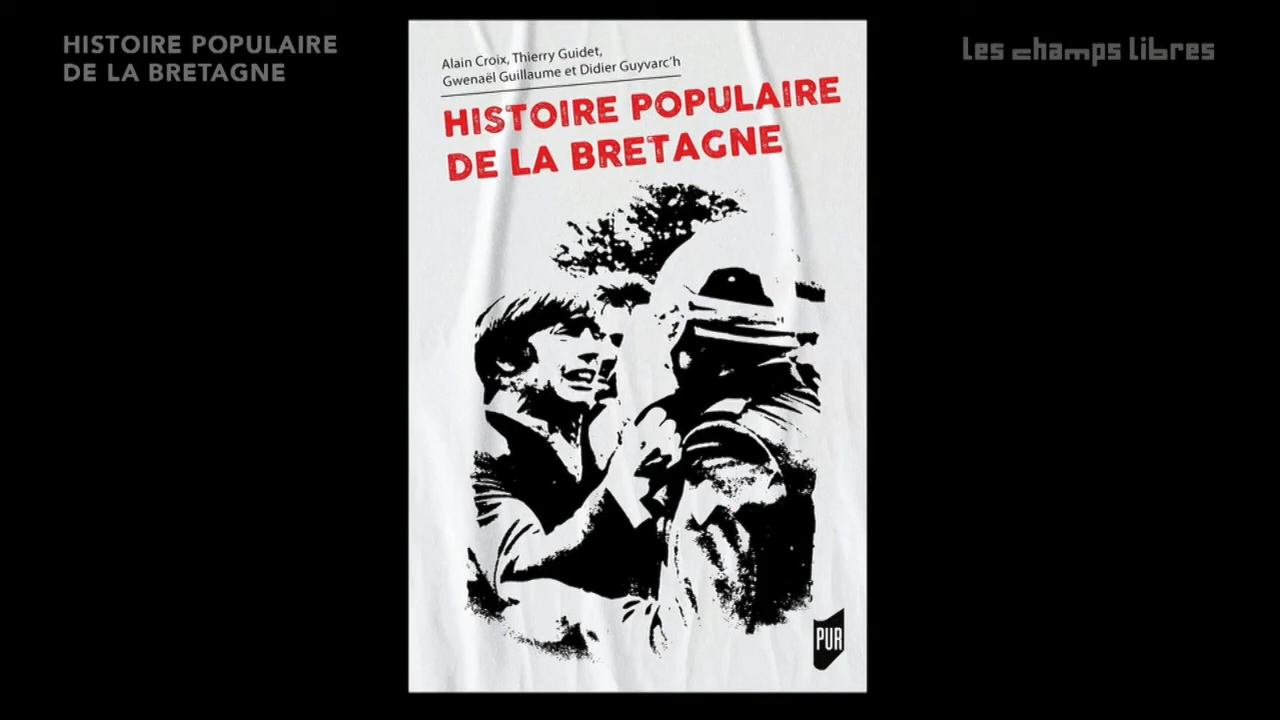 HISTOIRE POPULAIRE
DE LA BRETAGNE
les champs libres
Alain Croix, Thierry Guidet,
Gwenaël Guillaume et Didier Guyvarc'h
HISTOIRE POPULAIRE
DE LA BRETAGNE
PUR